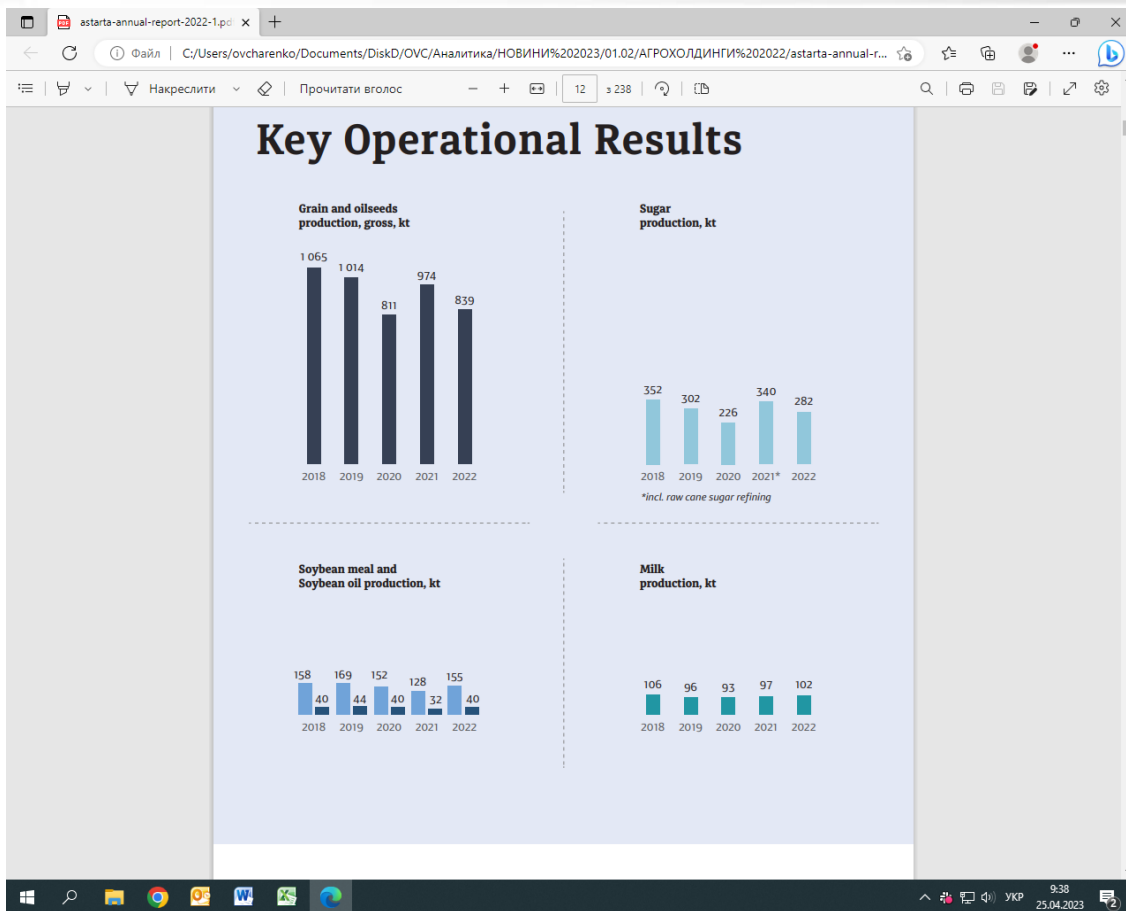 astarta-annual-report-2022-1.pd
Файл
C:/Users/ovcharenko/Documents/DiskD/OVC/Аналитика/НОВИНИ%202023/01.02/АГРОХОЛДИНГИ%202022/astarta-annual-r...
Накреслити
Прочитати вголос
12
з 238
Key Operational Results
Grain and oilseeds
production, gross, kt
1 065
1 014
811
974
839
2018 2019 2020 2021 2022
Sugar
production, kt
352
302
226
340
282
2018 2019 2020 2021* 2022
*incl. raw cane sugar refining
Soybean meal and
Soybean oil production, kt
158 169 152 128 155
40 44 40 32 40
2018 2019 2020 2021 2022
Milk
production, kt
106 96 93 97 102
2018 2019 2020 2021 2022
УКР
9:38
25.04.2023
2